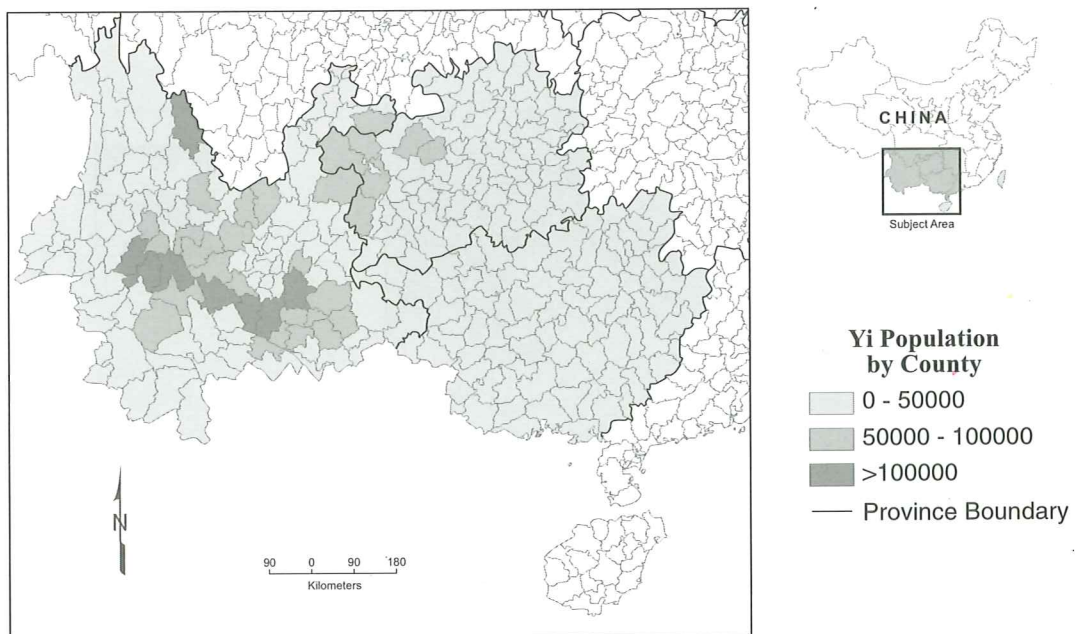 CHINA
Subject Area
Yi Population
by County
0 - 50000
50000 - 100000
>100000
Province Boundary
N
90 0 90 180
Kilometers